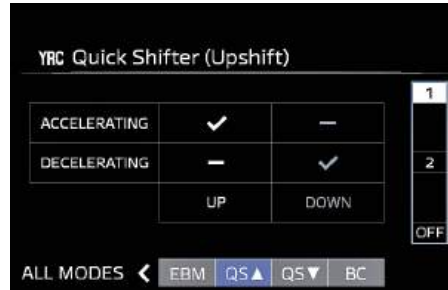 YRC Quick Shifter (Upshift)
1
ACCELERATING ✓ –
DECELERATING – ✓
2
UP DOWN
OFF
ALL MODES ❮ EBM QS▲ QS▼ BC